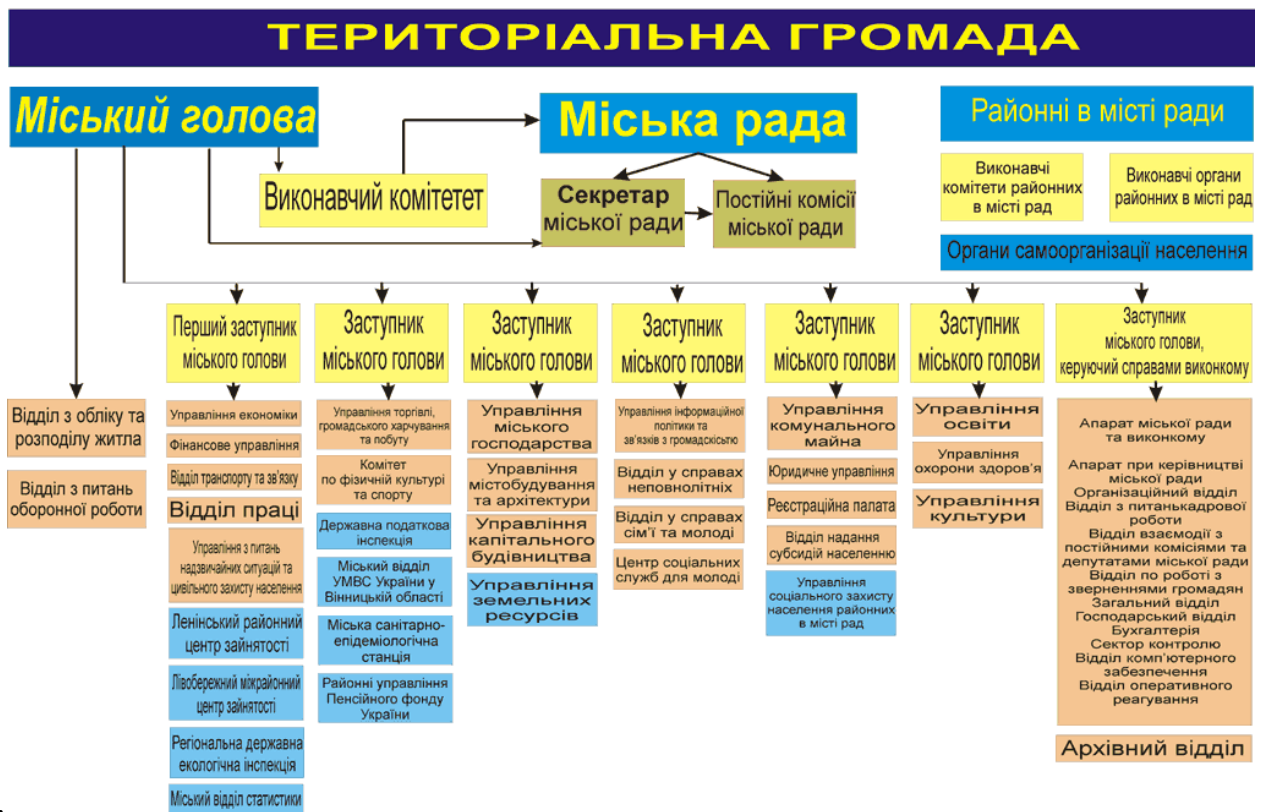 ТЕРИТОРІАЛЬНА ГРОМАДА
Міський голова
Міська рада
Районні в місті ради
Виконавчий комітетет
Секретар
міської ради
Постійні комісії
міської ради
Виконавчі
комітети районних
в місті рад
Виконавчі органи
районних в місті рад
Органи самоорганізації населення
Перший заступник
міського голови
Заступник
міського голови
Заступник
міського голови
Заступник
міського голови
Заступник
міського голови
Заступник
міського голови
Заступник
міського голови,
керуючий справами виконкому
Відділ з обліку та
розподілу житла
Відділ з питань
оборонної роботи
Управління економіки
Фінансове управління
Відділ транспорту та зв'язку
Відділ праці
Управління з питань
надзвичайних ситуацій та
цивільного захисту населення
Ленінський районний
центр зайнятості
Лівобережний міжрайонний
центр зайнятості
Регіональна державна
екологічна інспекція
Міський відділ статистики
Управління торгівлі,
громадського харчування
та побуту
Комітет
по фізичній культурі
та спорту
Державна податкова
інспекція
Міський відділ
УМВС України у
Вінницькій області
Міська санітарно-
епідеміологічна
станція
Районні управління
Пенсійного фонду
України
Управління
міського
господарства
Управління
містобудування
та архітектури
Управління
капітального
будівництва
Управління
земельних
ресурсів
Управління інформаційної
політики та
зв'язків з громадскісьтю
Відділ у справах
неповнолітніх
Відділ у справах
сім'ї та молоді
Центр соціальних
служб для молоді
Управління
комунального
майна
Юридичне управління
Реєстраційна палата
Відділ надання
субсидій населенню
Управління
соціального захисту
населення районних
в місті рад
Управління
освіти
Управління
охорони здоров'я
Управління
культури
Апарат міської ради
та виконкому
Апарат при керівництві
міської ради
Організаційний відділ
Відділ з питанькадрової
роботи
Відділ взаємодії з
постійними комісіями та
депутатами міської ради
Відділ по роботі з
зверненнями громадян
Загальний відділ
Господарський відділ
Бухгалтерія
Сектор контролю
Відділ комп'ютерного
забезпечення
Відділ оперативного
реагування
Архівний відділ